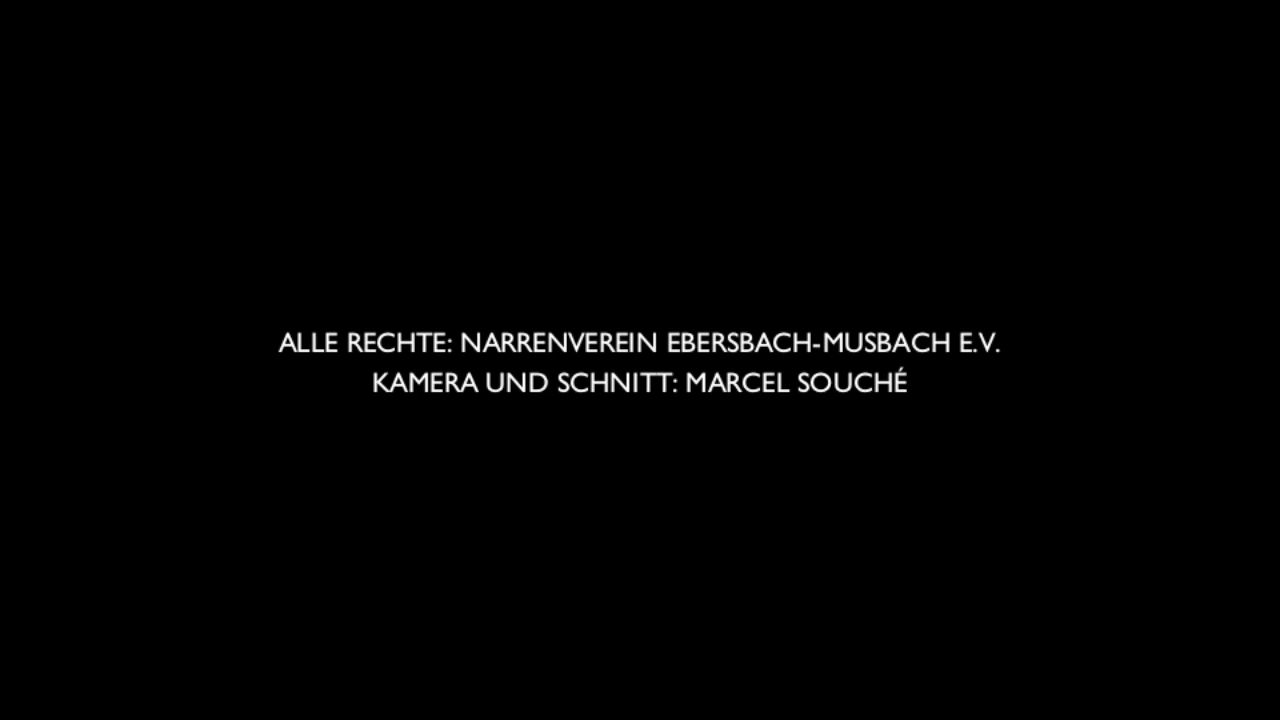 ALLE RECHTE: NARRENVEREIN EBERSBACH-MUSBACH E.V.
KAMERA UND SCHNITT: MARCEL SOUCHÉ